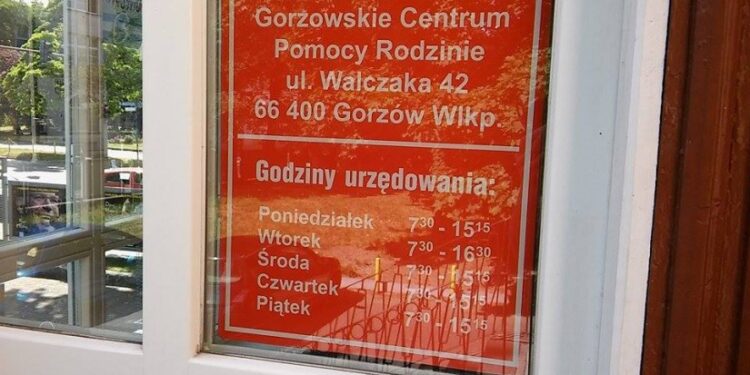 Gorzowskie Centrum
Pomocy Rodzinie
ul. Walczaka 42
66 400 Gorzów Wlkp.
Godziny urzędowania:
Poniedziałek 7³⁰ - 15¹⁵
Wtorek 7³⁰ - 16³⁰
Środa 7³⁰ - 15¹⁵
Czwartek 7³⁰ - 15¹⁵
Piątek 7³⁰ - 15¹⁵